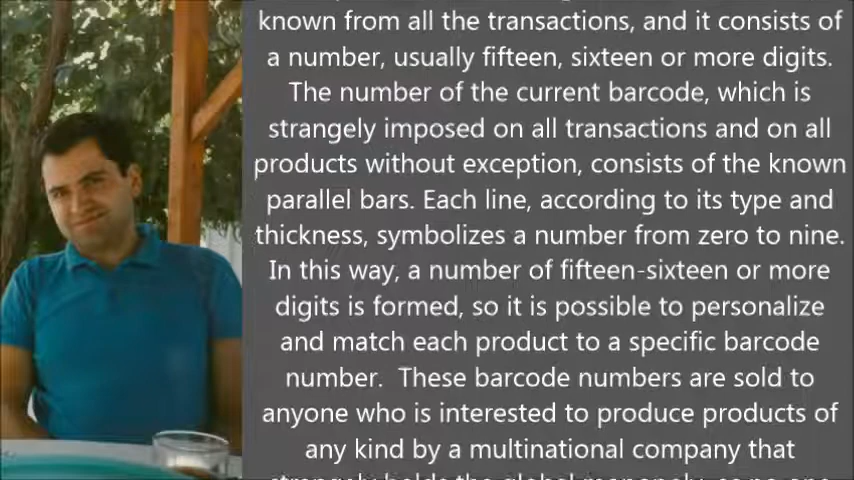 known from all the transactions, and it consists of
a number, usually fifteen, sixteen or more digits.
The number of the current barcode, which is
strangely imposed on all transactions and on all
products without exception, consists of the known
parallel bars. Each line, according to its type and
thickness, symbolizes a number from zero to nine.
In this way, a number of fifteen-sixteen or more
digits is formed, so it is possible to personalize
and match each product to a specific barcode
number. These barcode numbers are sold to
anyone who is interested to produce products of
any kind by a multinational company that